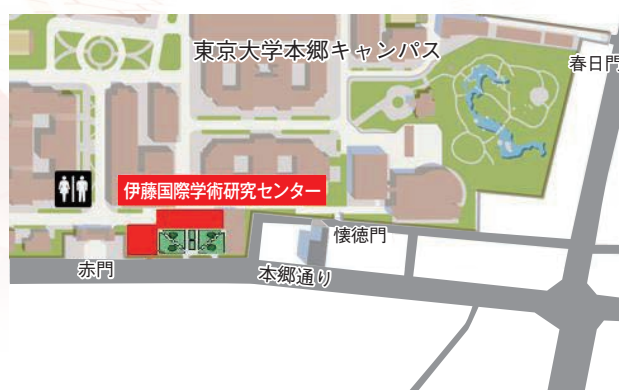 東京大学本郷キャンパス
春日門
伊藤国際学術研究センター
懐徳門
赤門
本郷通り